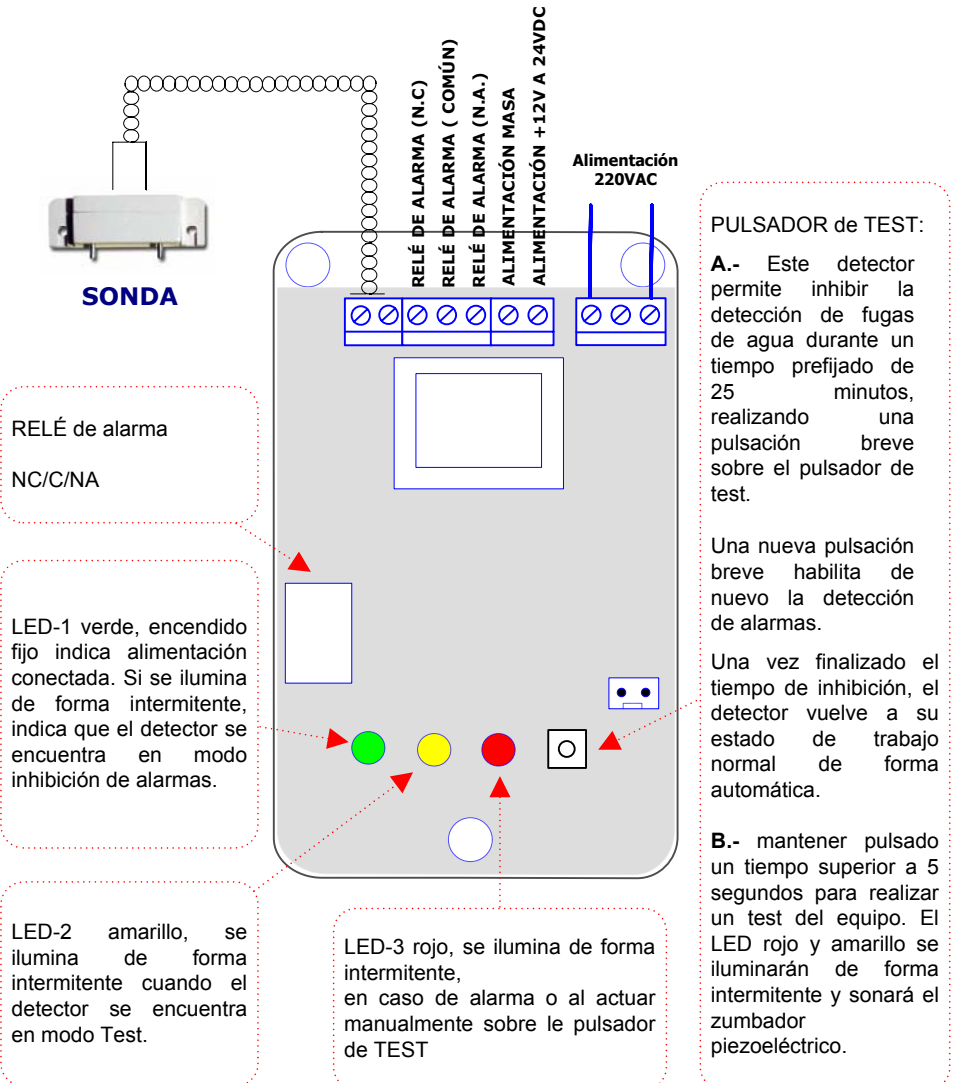 RELÉ DE ALARMA (N.C)
RELÉ DE ALARMA ( COMÚN)
RELÉ DE ALARMA (N.A.)
ALIMENTACIÓN MASA
ALIMENTACIÓN +12V A 24VDC
Alimentación
220VAC
SONDA
RELÉ de alarma
NC/C/NA
LED-1 verde, encendido
fijo indica alimentación
conectada. Si se ilumina
de forma intermitente,
indica que el detector se
encuentra en modo
inhibición de alarmas.
LED-2 amarillo, se
ilumina de forma
intermitente cuando el
detector se encuentra
en modo Test.
LED-3 rojo, se ilumina de forma
intermitente,
en caso de alarma o al actuar
manualmente sobre le pulsador
de TEST
PULSADOR de TEST:
A.- Este detector
permite inhibir la
detección de fugas
de agua durante un
tiempo prefijado de
25 minutos,
realizando una
pulsación breve
sobre el pulsador de
test.
Una nueva pulsación
breve habilita de
nuevo la detección
de alarmas.
Una vez finalizado el
tiempo de inhibición, el
detector vuelve a su
estado de trabajo
normal de forma
automática.
B.- mantener pulsado
un tiempo superior a 5
segundos para realizar
un test del equipo. El
LED rojo y amarillo se
iluminarán de forma
intermitente y sonará el
zumbador
piezoeléctrico.